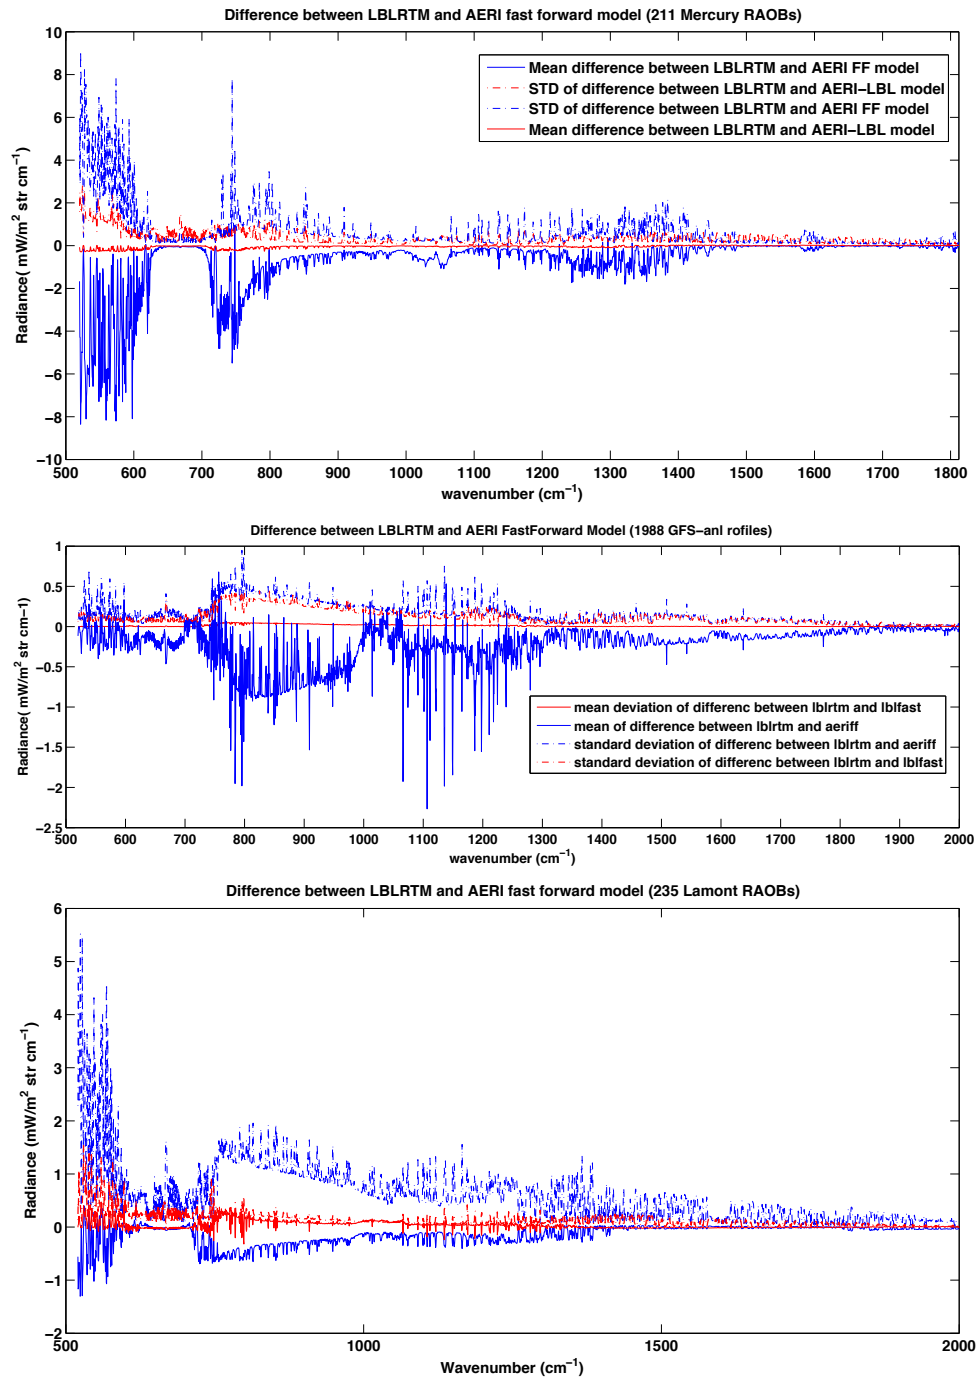 Difference between LBLRTM and AERI fast forward model (211 Mercury RAOBs)
Mean difference between LBLRTM and AERI FF model
STD of difference between LBLRTM and AERI−LBL model
STD of difference between LBLRTM and AERI FF model
Mean difference between LBLRTM and AERI−LBL model
Radiance( mW/m² str cm⁻¹)
10
8
6
4
2
0
−2
−4
−6
−8
−10
500 600 700 800 900 1000 1100 1200 1300 1400 1500 1600 1700 1800
wavenumber (cm⁻¹)
Difference between LBLRTM and AERI FastForward Model (1988 GFS−anl rofiles)
Radiance( mW/m² str cm−1)
1
0.5
0
−0.5
−1
−1.5
−2
−2.5
mean deviation of differenc between lblrtm and lblfast
mean of difference between lblrtm and aeriff
standard deviation of differenc between lblrtm and aeriff
standard deviation of differenc between lblrtm and lblfast
500 600 700 800 900 1000 1100 1200 1300 1400 1500 1600 1700 1800 1900 2000
wavenumber (cm⁻¹)
Difference between LBLRTM and AERI fast forward model (235 Lamont RAOBs)
Radiance (mW/m² str cm⁻¹)
6
5
4
3
2
1
0
−1
−2
500 1000 1500 2000
Wavenumber (cm⁻¹)